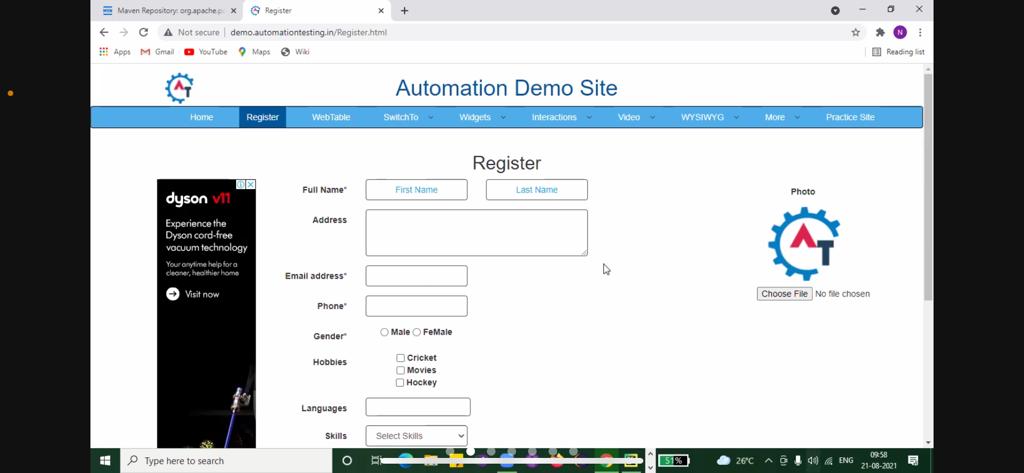 Maven Repository: org.apache.p
Register
Not secure | demo.automationtesting.in/Register.html
Apps Gmail YouTube Maps Wiki Reading list
N
AT
Automation Demo Site
Home Register WebTable SwitchTo Widgets Interactions Video WYSIWYG More Practice Site
Register
dyson v11
Experience the
Dyson cord-free
vacuum technology
Your anytime for a
cleaner, healthier home
Visit now
Full Name* First Name Last Name
Address
Email address*
Phone*
Gender* Male FeMale
Hobbies
Cricket
Movies
Hockey
Languages
Skills Select Skills
Photo
AT
Choose File No file chosen
Type here to search
51%
26°C
ENG
09:58
21-08-2021